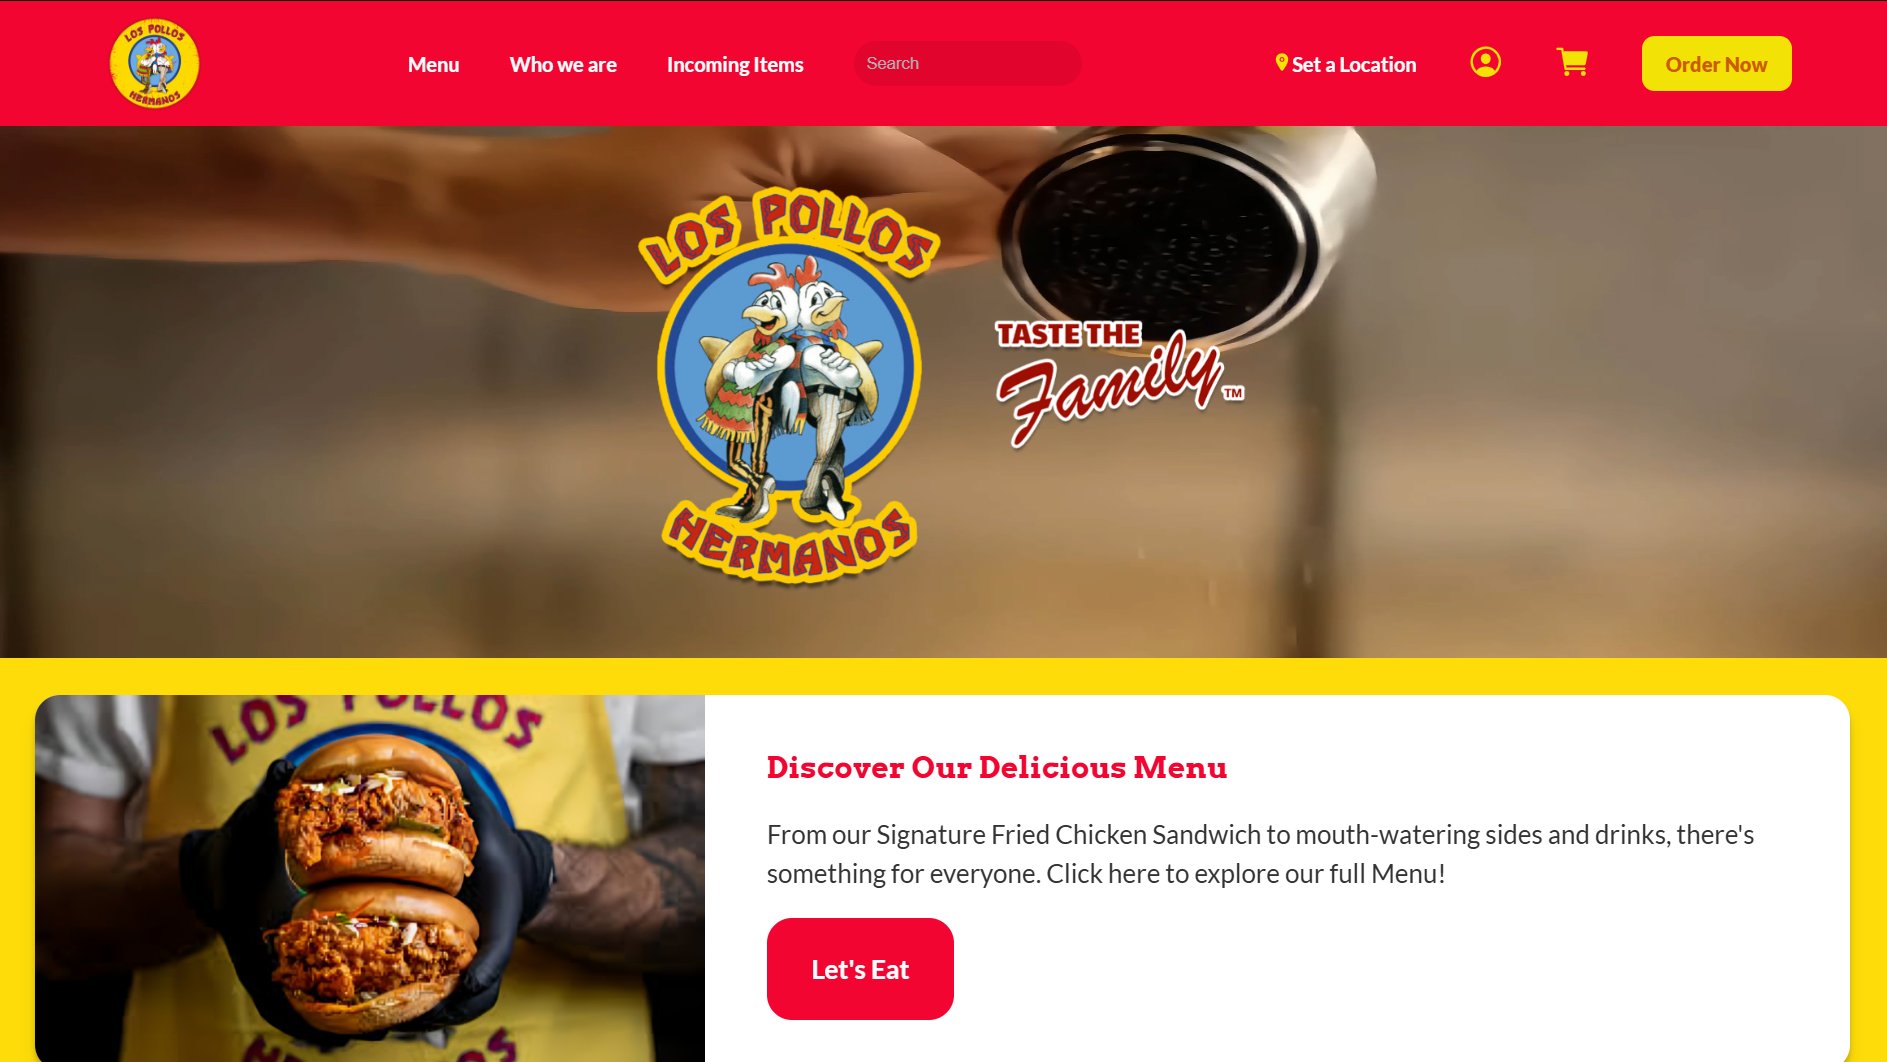 LOS POLLOS
HERMANOS
Menu
Who we are
Incoming Items
Search
Set a Location
Order Now
LOS POLLOS
HERMANOS
TASTE THE
Family™
LOS POLLOS
HERMANOS
Discover Our Delicious Menu
From our Signature Fried Chicken Sandwich to mouth-watering sides and drinks, there's
something for everyone. Click here to explore our full Menu!
Let's Eat